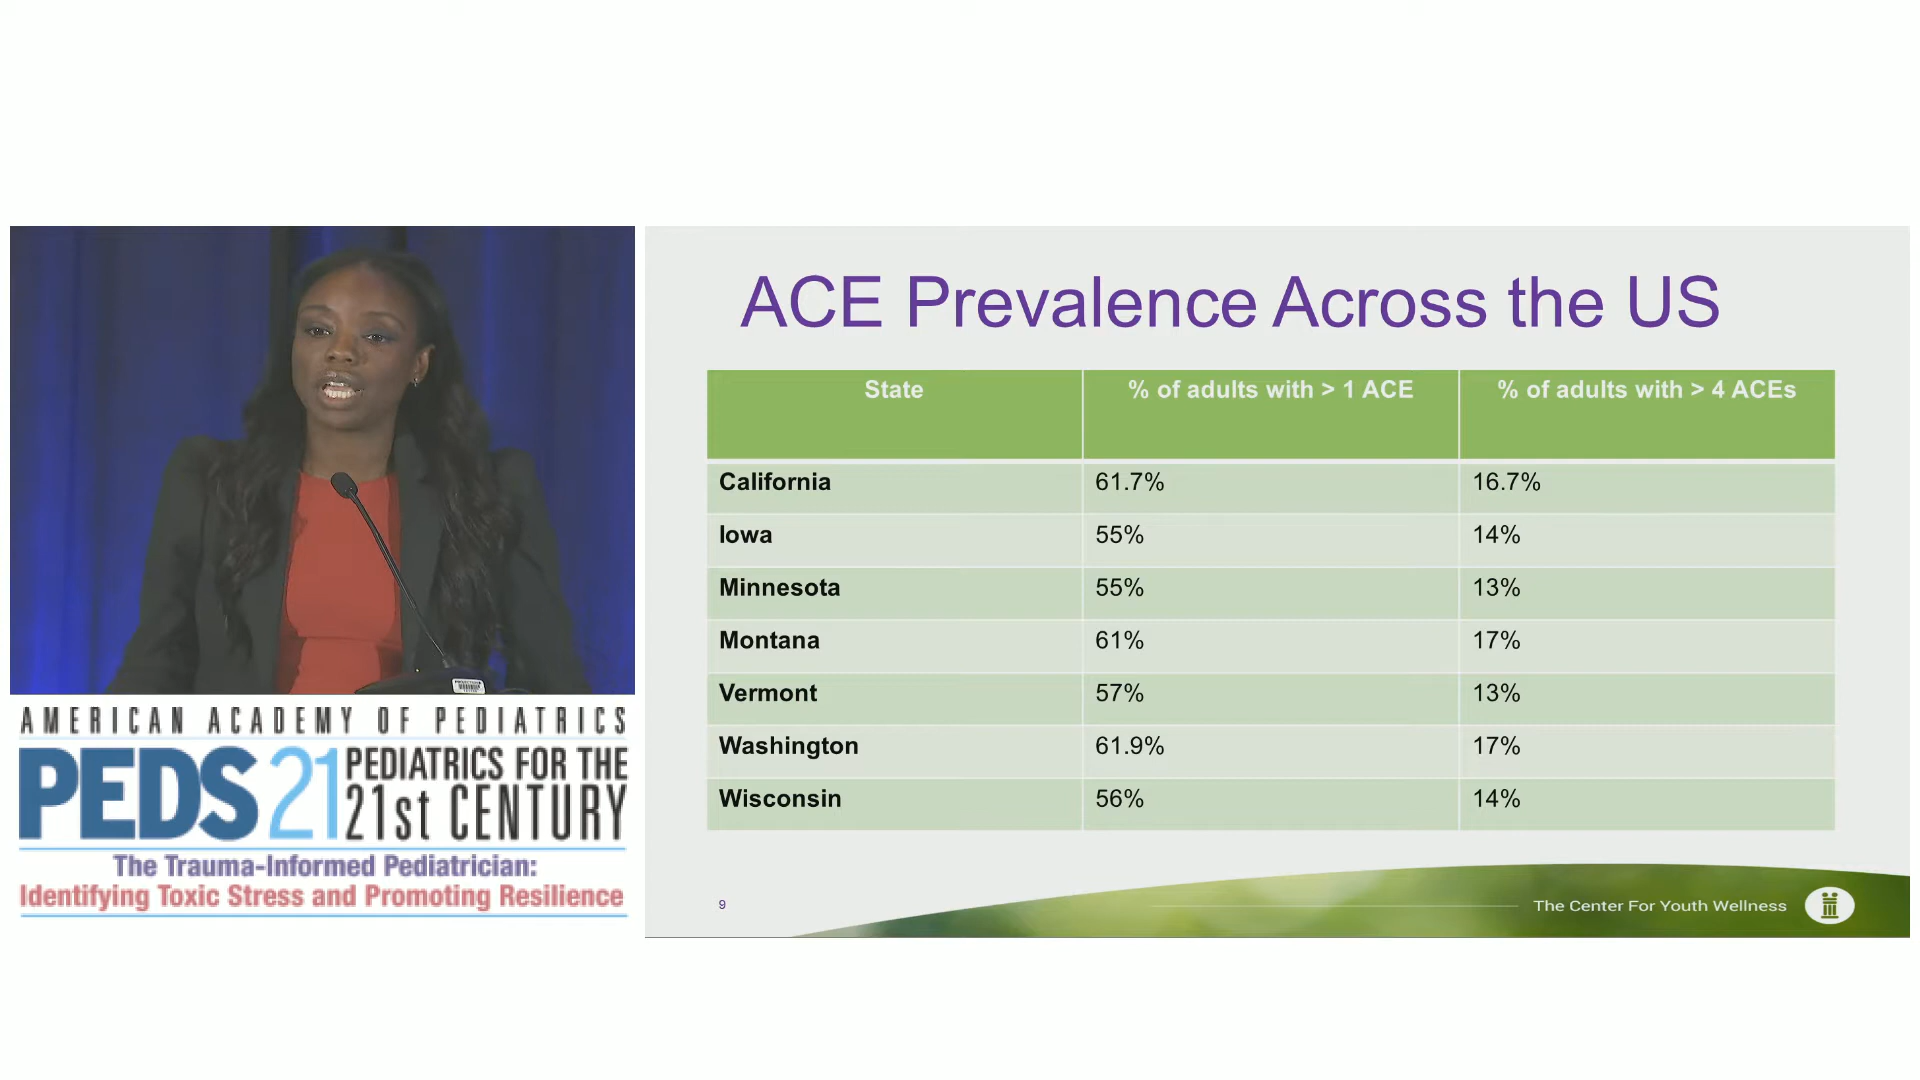 AMERICAN ACADEMY OF PEDIATRICS
PEDS 21 PEDIATRICS FOR THE
21st CENTURY
The Trauma-Informed Pediatrician:
Identifying Toxic Stress and Promoting Resilience
ACE Prevalence Across the US
State % of adults with > 1 ACE % of adults with > 4 ACEs
California 61.7% 16.7%
Iowa 55% 14%
Minnesota 55% 13%
Montana 61% 17%
Vermont 57% 13%
Washington 61.9% 17%
Wisconsin 56% 14%
9
The Center For Youth Wellness